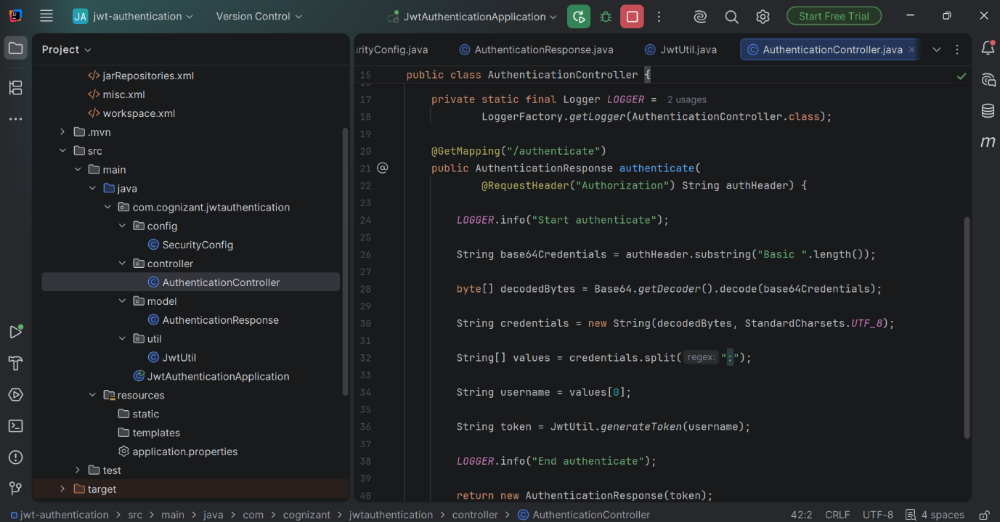 JA jwt-authentication Version Control JwtAuthenticationApplication Start Free Trial
Project
jarRepositories.xml
misc.xml
workspace.xml
.mvn
src
main
java
com.cognizant.jwtauthentication
config
SecurityConfig
controller
AuthenticationController
model
AuthenticationResponse
util
JwtUtil
JwtAuthenticationApplication
resources
static
templates
application.properties
test
target
rityConfig.java AuthenticationResponse.java JwtUtil.java AuthenticationController.java
15 public class AuthenticationController {
17 private static final Logger LOGGER = 2 usages
18 LoggerFactory.getLogger(AuthenticationController.class);
19
20 @GetMapping("/authenticate")
21 public AuthenticationResponse authenticate(
22 @RequestHeader("Authorization") String authHeader) {
23
24 LOGGER.info("Start authenticate");
25
26 String base64Credentials = authHeader.substring("Basic ".length());
27
28 byte[] decodedBytes = Base64.getDecoder().decode(base64Credentials);
29
30 String credentials = new String(decodedBytes, StandardCharsets.UTF_8);
31
32 String[] values = credentials.split( regex: ":");
33
34 String username = values[0];
35
36 String token = JwtUtil.generateToken(username);
37
38 LOGGER.info("End authenticate");
39
40 return new AuthenticationResponse(token);
jwt-authentication > src > main > java > com > cognizant > jwtauthentication > controller > AuthenticationController 42:2 CRLF UTF-8 4 spaces